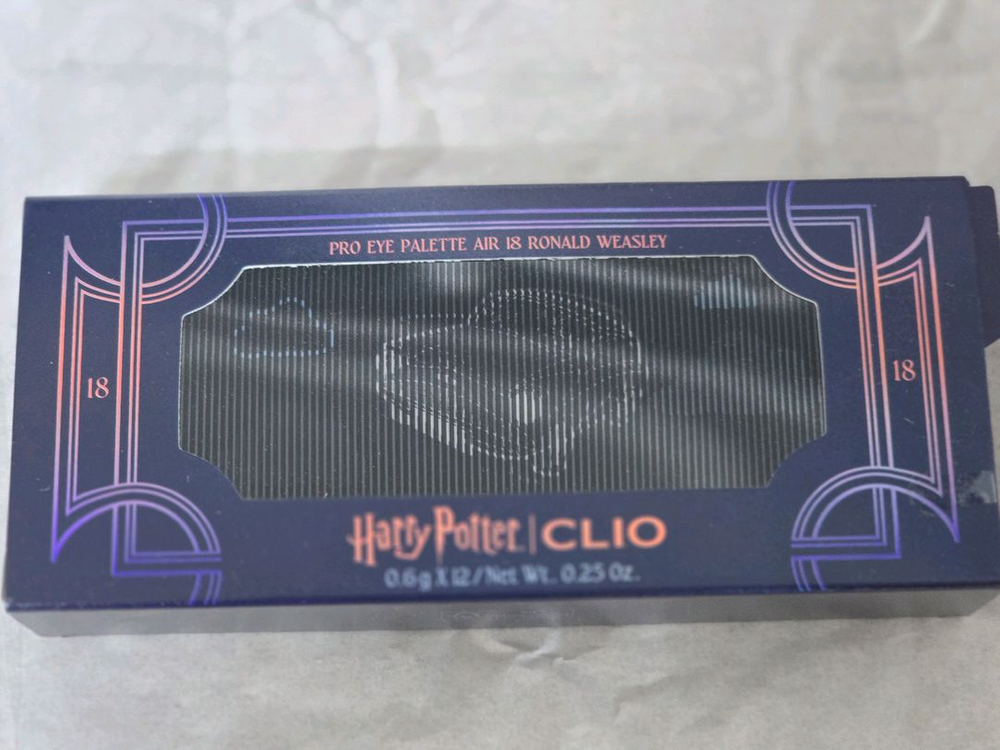 PRO EYE PALETTE AIR 18 RONALD WEASLEY
18
18
Harry Potter | CLIO
0.6g X 12 / Net Wt. 0.25 Oz.